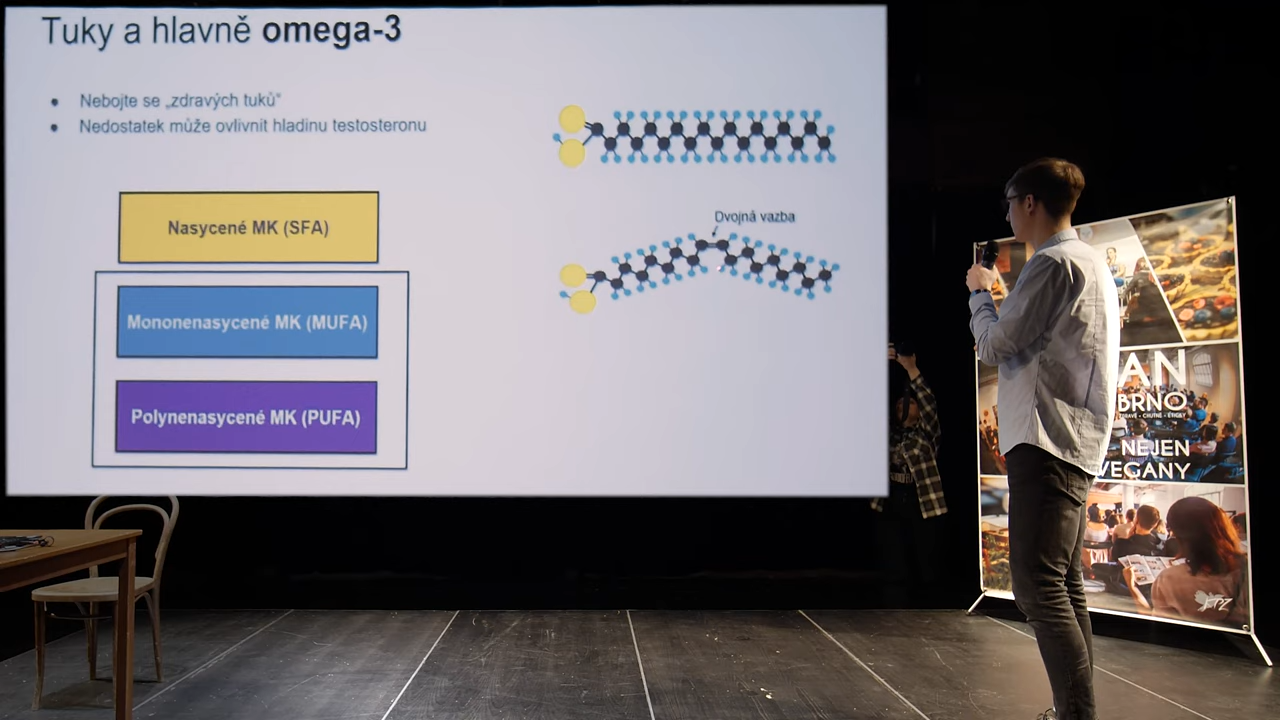 Tuky a hlavně omega-3
Nebojte se „zdravých tuků"
Nedostatek může ovlivnit hladinu testosteronu
Nasycené MK (SFA)
Mononenasycené MK (MUFA)
Polynenasycené MK (PUFA)
Dvojná vazba
AN
BRNO
NEJEN
VEGANY